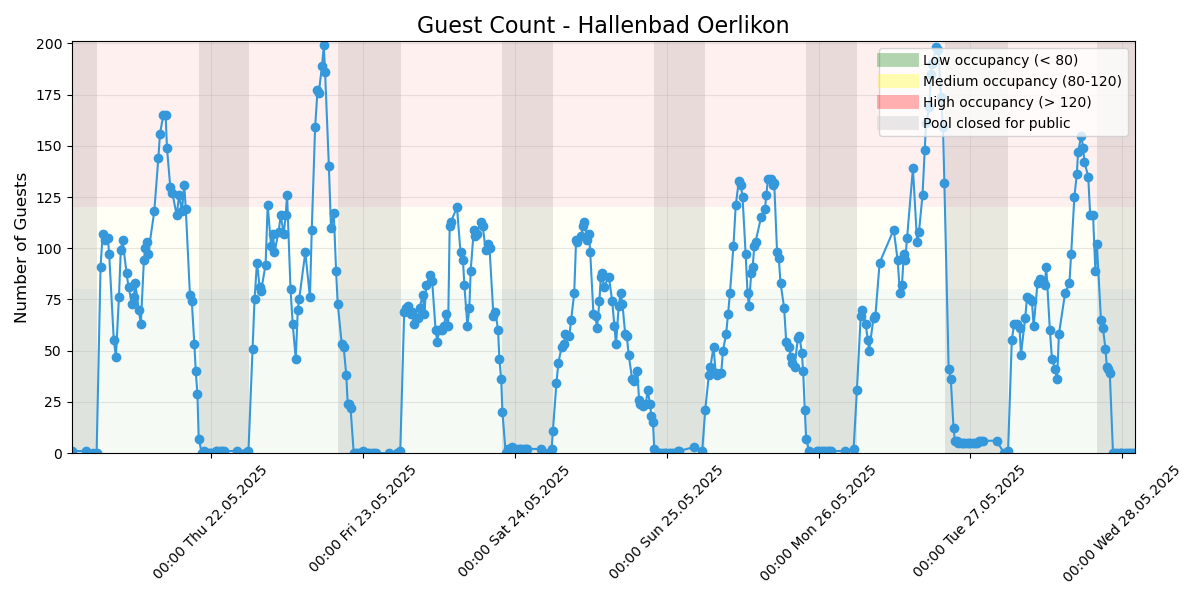 Guest Count - Hallenbad Oerlikon
Number of Guests
200
175
150
125
100
75
50
25
0
Low occupancy (< 80)
Medium occupancy (80-120)
High occupancy (> 120)
Pool closed for public
00:00 Thu 22.05.2025
00:00 Fri 23.05.2025
00:00 Sat 24.05.2025
00:00 Sun 25.05.2025
00:00 Mon 26.05.2025
00:00 Tue 27.05.2025
00:00 Wed 28.05.2025